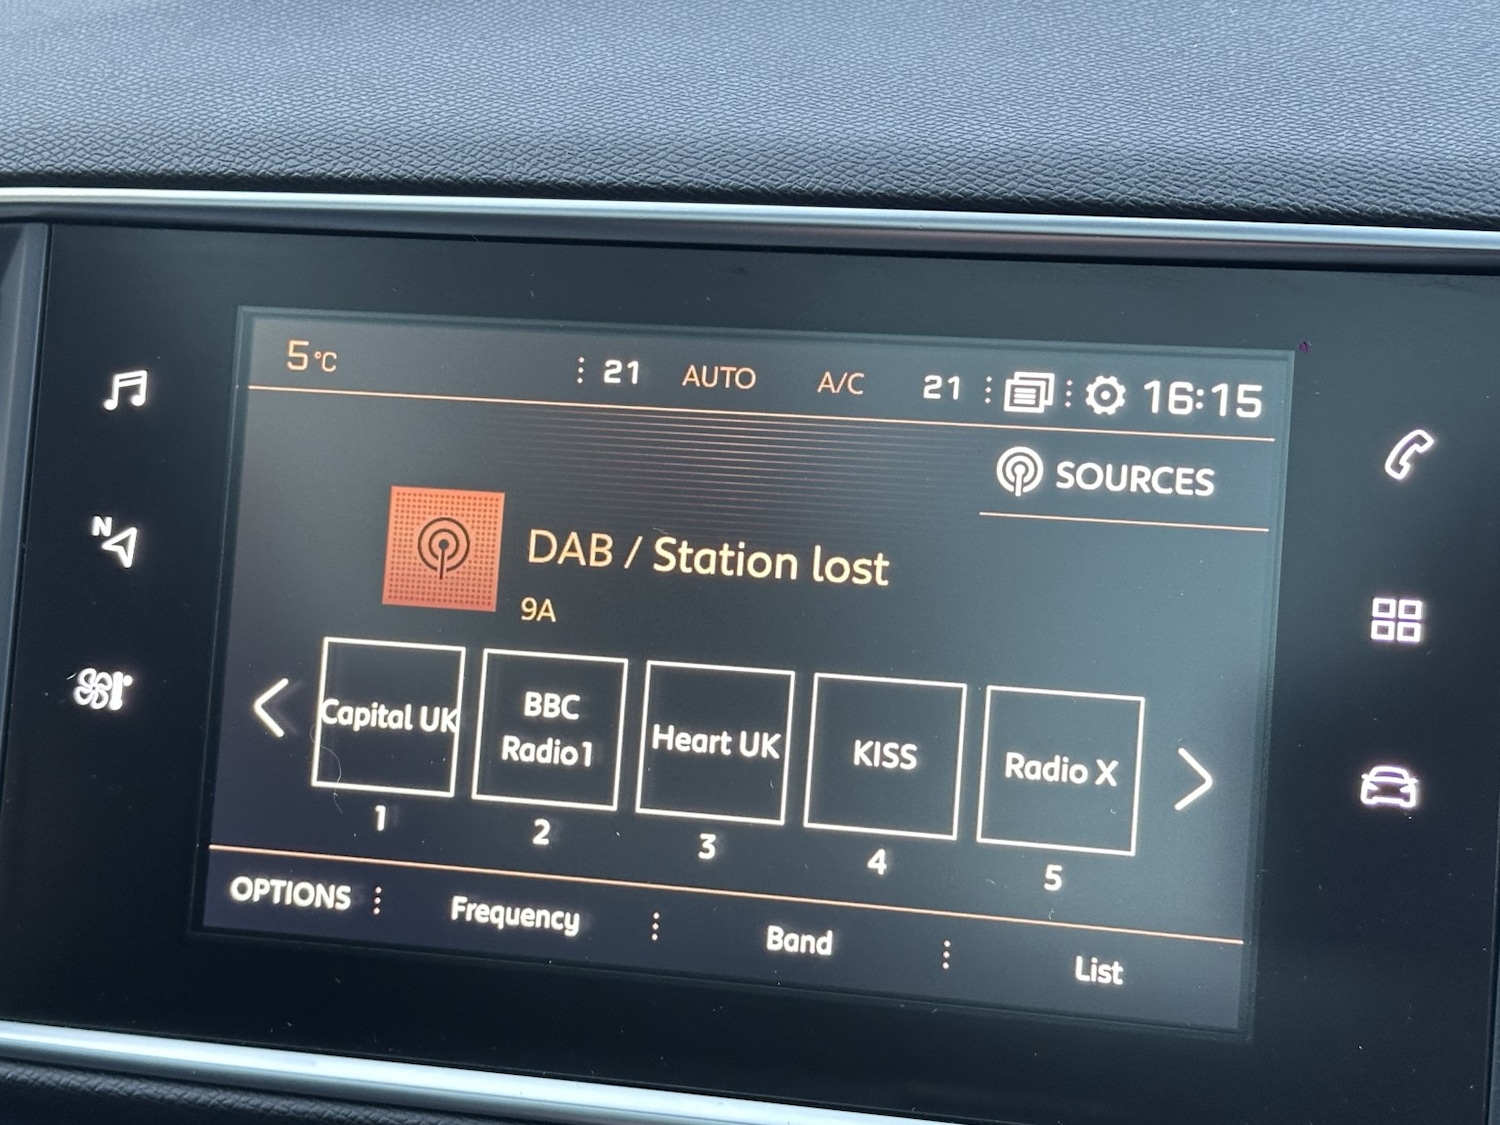 5°C 21 AUTO A/C 21 16:15
SOURCES
N
DAB / Station lost
9A
Capital UK
BBC
Radio1
Heart UK
KISS
Radio X
1 2 3 4 5
OPTIONS Frequency Band List